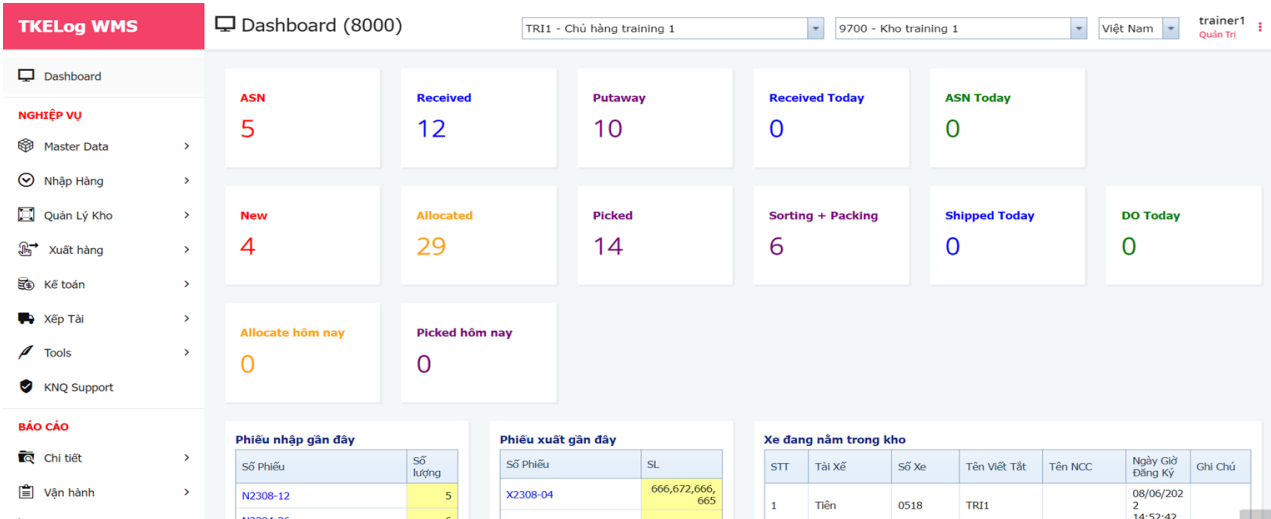 TKELog WMS
Dashboard (8000)
TRI1 - Chủ hàng training 1
9700 - Kho training 1
Việt Nam
trainer1
Quản Trị
Dashboard
NGHIỆP VỤ
Master Data
Nhập Hàng
Quản Lý Kho
Xuất hàng
Kế toán
Xếp Tài
Tools
KNQ Support
BÁO CÁO
Chi tiết
Vận hành
ASN
5
Received
12
Putaway
10
Received Today
0
ASN Today
0
New
4
Allocated
29
Picked
14
Sorting + Packing
6
Shipped Today
0
DO Today
0
Allocate hôm nay
0
Picked hôm nay
0
Phiếu nhập gần đây
Số Phiếu
Số
lượng
N2308-12
5
Phiếu xuất gần đây
Số Phiếu
SL
X2308-04
666,672,666,
665
Xe đang nằm trong kho
STT
Tài Xế
Số Xe
Tên Viết Tắt
Tên NCC
Ngày Giờ
Đăng Ký
Ghi Chú
1
Tiên
0518
TRI1
08/06/202
2
14:52:42